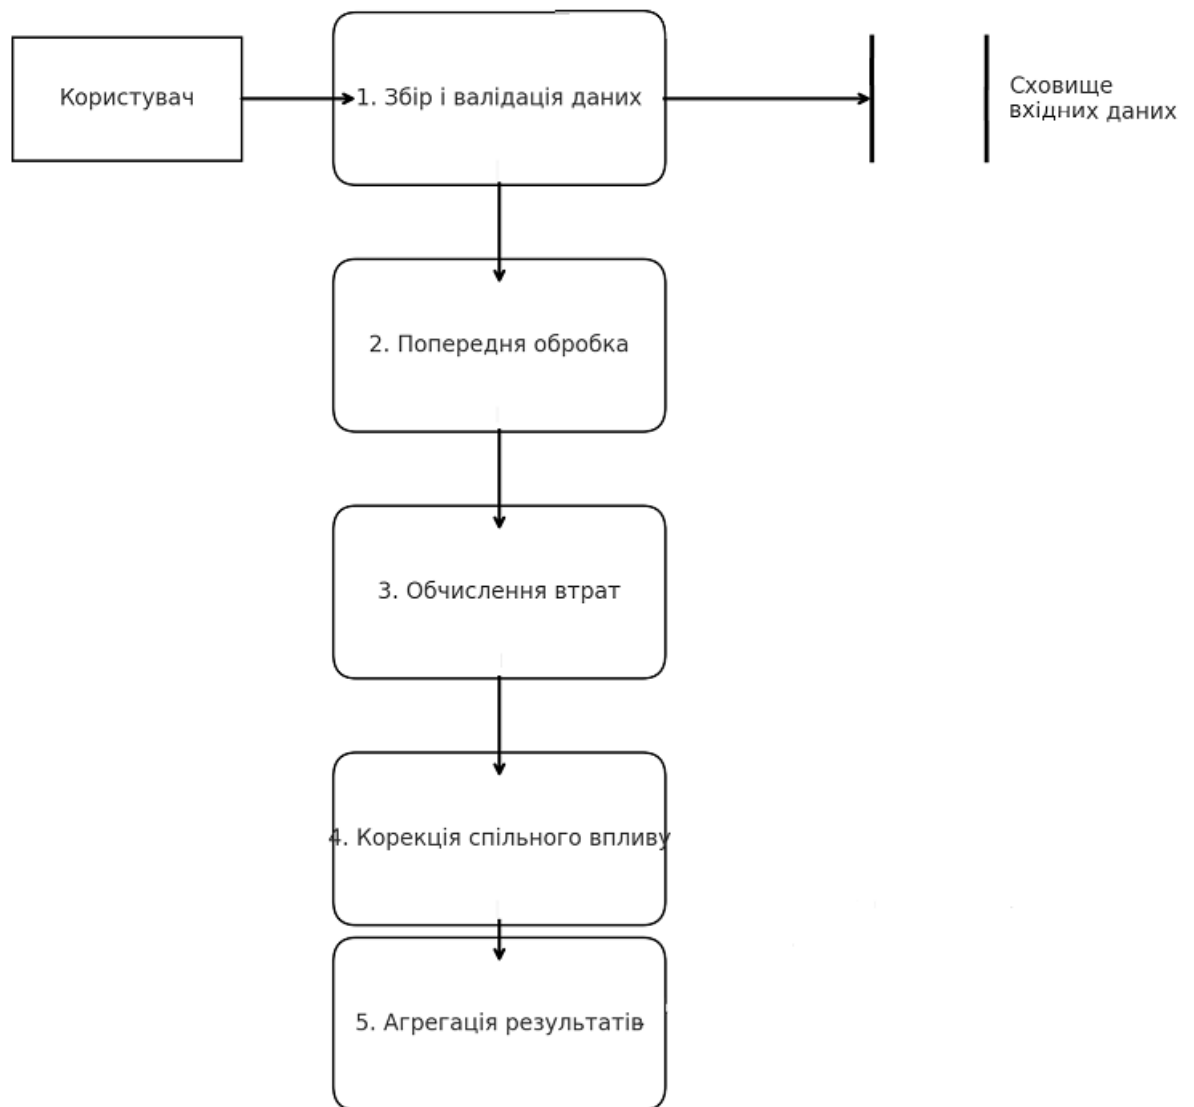 Користувач
1. Збір і валідація даних
Сховище
вхідних даних
2. Попередня обробка
3. Обчислення втрат
4. Корекція спільного впливу
5. Агрегація результатів